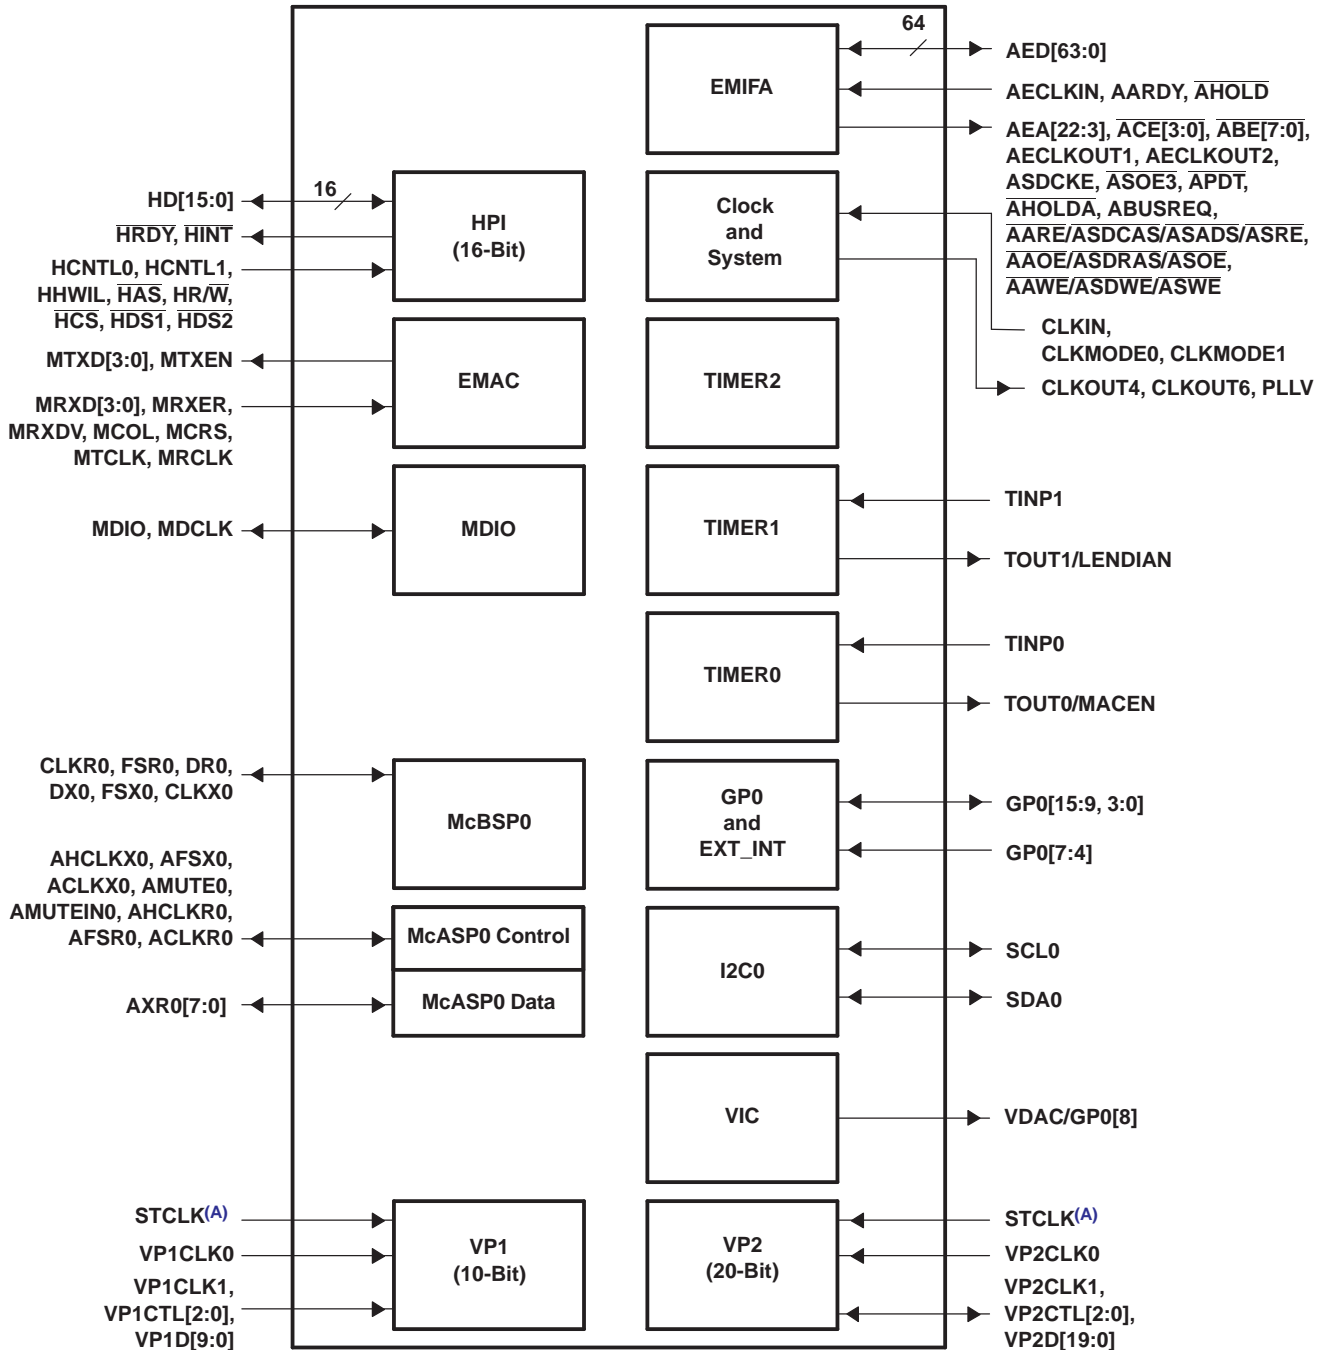 64
AED[63:0]
EMIFA
AECLKIN, AARDY, AHOLD
AEA[22:3], ACE[3:0], ABE[7:0],
AECLKOUT1, AECLKOUT2,
ASDCKE, ASOE3, APDT,
AHOLDA, ABUSREQ,
AARE/ASDCAS/ASADS/ASRE,
AAOE/ASDRAS/ASOE,
AAWE/ASDWE/ASWE
HD[15:0]
16
HRDY, HINT
HCNTL0, HCNTL1,
HHWIL, HAS, HR/W,
HCS, HDS1, HDS2
HPI
(16-Bit)
Clock
and
System
CLKIN,
CLKMODE0, CLKMODE1
CLKOUT4, CLKOUT6, PLLV
MTXD[3:0], MTXEN
MRXD[3:0], MRXER,
MRXDV, MCOL, MCRS,
MTCLK, MRCLK
EMAC
TIMER2
MDIO, MDCLK
MDIO
TIMER1
TINP1
TOUT1/LENDIAN
TIMER0
TINP0
TOUT0/MACEN
CLKR0, FSR0, DR0,
DX0, FSX0, CLKX0
McBSP0
GP0
and
EXT_INT
GP0[15:9, 3:0]
GP0[7:4]
AHCLKX0, AFSX0,
ACLKX0, AMUTE0,
AMUTEIN0, AHCLKR0,
AFSR0, ACLKR0
McASP0 Control
AXR0[7:0]
McASP0 Data
I2C0
SCL0
SDA0
VIC
VDAC/GP0[8]
STCLK(A)
VP1CLK0
VP1CLK1,
VP1CTL[2:0],
VP1D[9:0]
VP1
(10-Bit)
VP2
(20-Bit)
STCLK(A)
VP2CLK0
VP2CLK1,
VP2CTL[2:0],
VP2D[19:0]